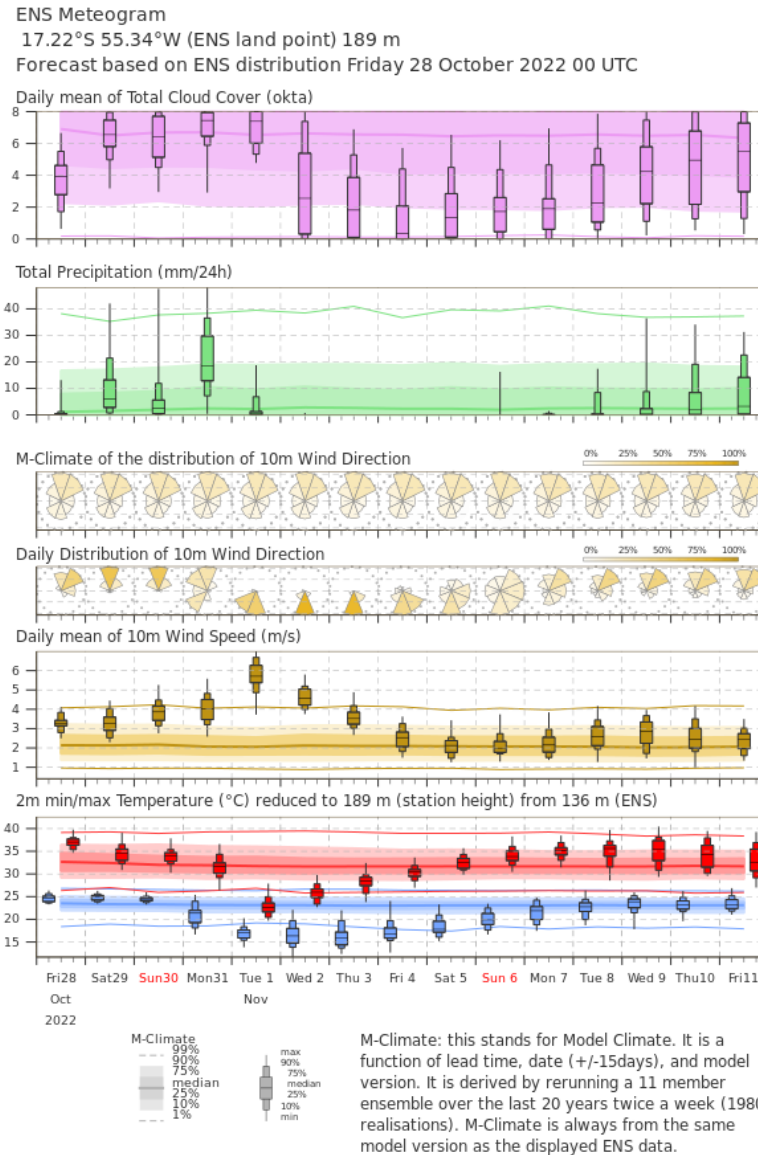 ENS Meteogram
17.22°S 55.34°W (ENS land point) 189 m
Forecast based on ENS distribution Friday 28 October 2022 00 UTC
Daily mean of Total Cloud Cover (okta)
8
6
4
2
0
Total Precipitation (mm/24h)
40
30
20
10
0
M-Climate of the distribution of 10m Wind Direction
0% 25% 50% 75% 100%
Daily Distribution of 10m Wind Direction
0% 25% 50% 75% 100%
Daily mean of 10m Wind Speed (m/s)
6
5
4
3
2
1
2m min/max Temperature (°C) reduced to 189 m (station height) from 136 m (ENS)
40
35
30
25
20
15
Fri28 Sat29 Sun30 Mon31 Tue 1 Wed 2 Thu 3 Fri 4 Sat 5 Sun 6 Mon 7 Tue 8 Wed 9 Thu10 Fri11
Oct Nov
2022
M-Climate
99%
90%
75%
median
25%
10%
1%
max
90%
75%
median
25%
10%
min
M-Climate: this stands for Model Climate. It is a
function of lead time, date (+/-15days), and model
version. It is derived by rerunning a 11 member
ensemble over the last 20 years twice a week (198
realisations). M-Climate is always from the same
model version as the displayed ENS data.